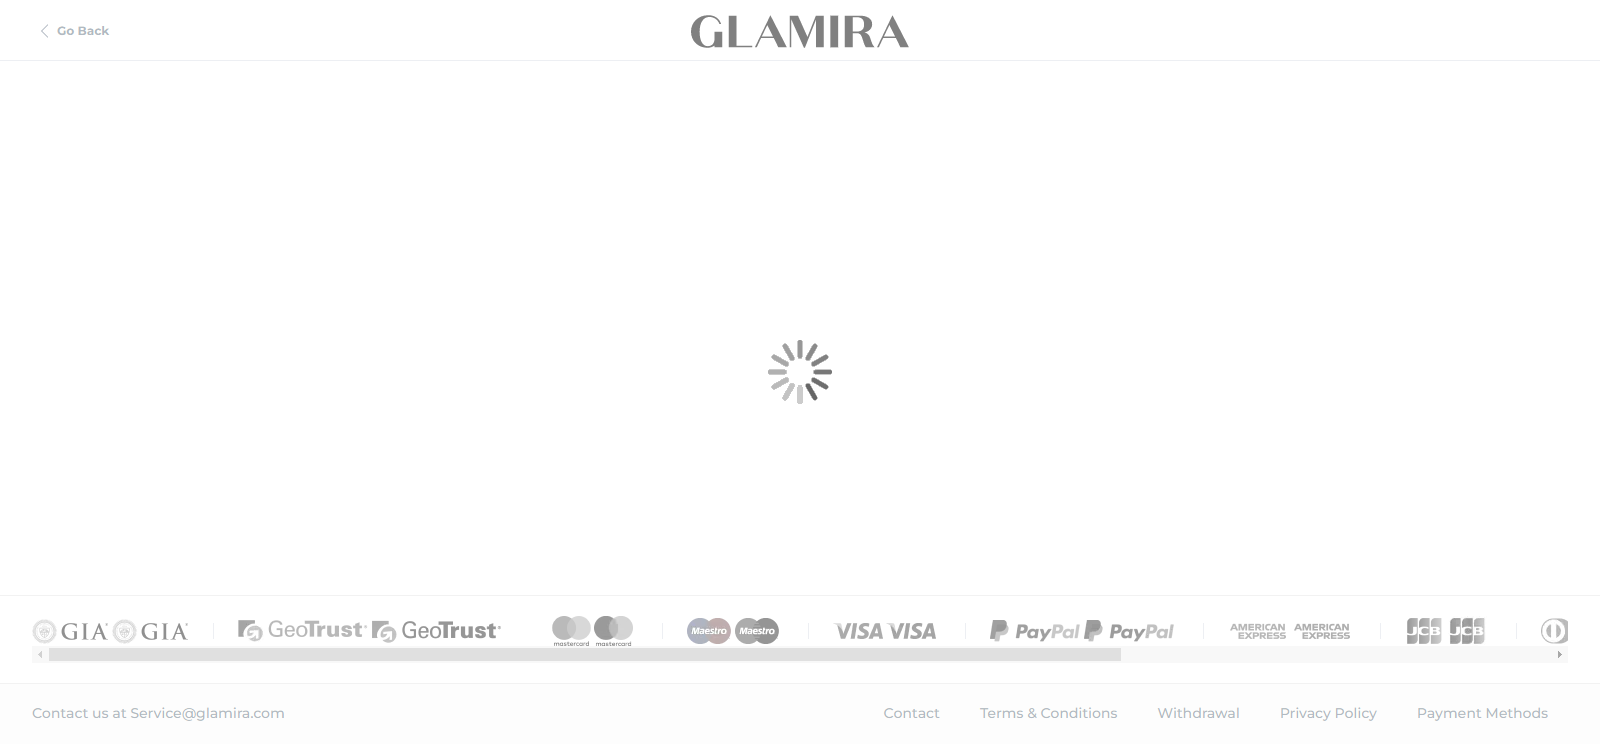 Go Back
GLAMIRA
GIA GIA
GeoTrust GeoTrust
mastercard mastercard
Maestro Maestro
VISA VISA
PayPal PayPal
AMERICAN EXPRESS AMERICAN EXPRESS
JCB JCB
Contact us at Service@glamira.com
Contact
Terms & Conditions
Withdrawal
Privacy Policy
Payment Methods